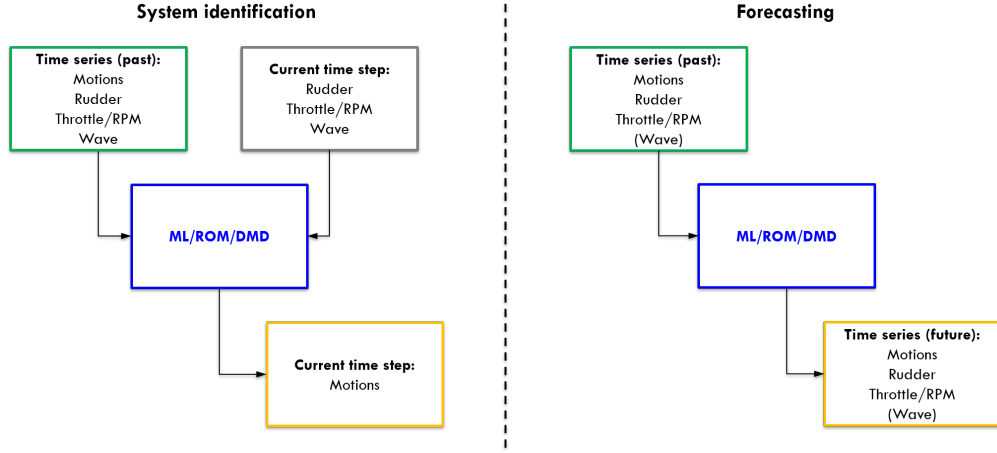 System identification
Time series (past):
Motions
Rudder
Throttle/RPM
Wave
Current time step:
Rudder
Throttle/RPM
Wave
ML/ROM/DMD
Current time step:
Motions
Forecasting
Time series (past):
Motions
Rudder
Throttle/RPM
(Wave)
ML/ROM/DMD
Time series (future):
Motions
Rudder
Throttle/RPM
(Wave)